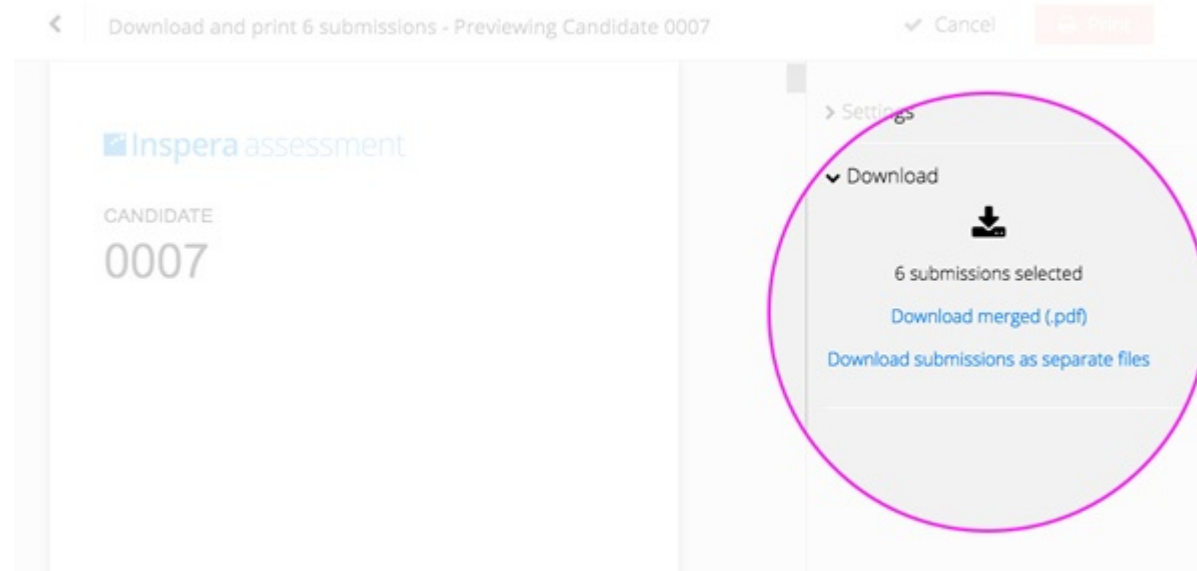 Download and print 6 submissions - Previewing Candidate 0007
Cancel
Print
Inspera assessment
CANDIDATE
0007
Settings
Download
6 submissions selected
Download merged (.pdf)
Download submissions as separate files